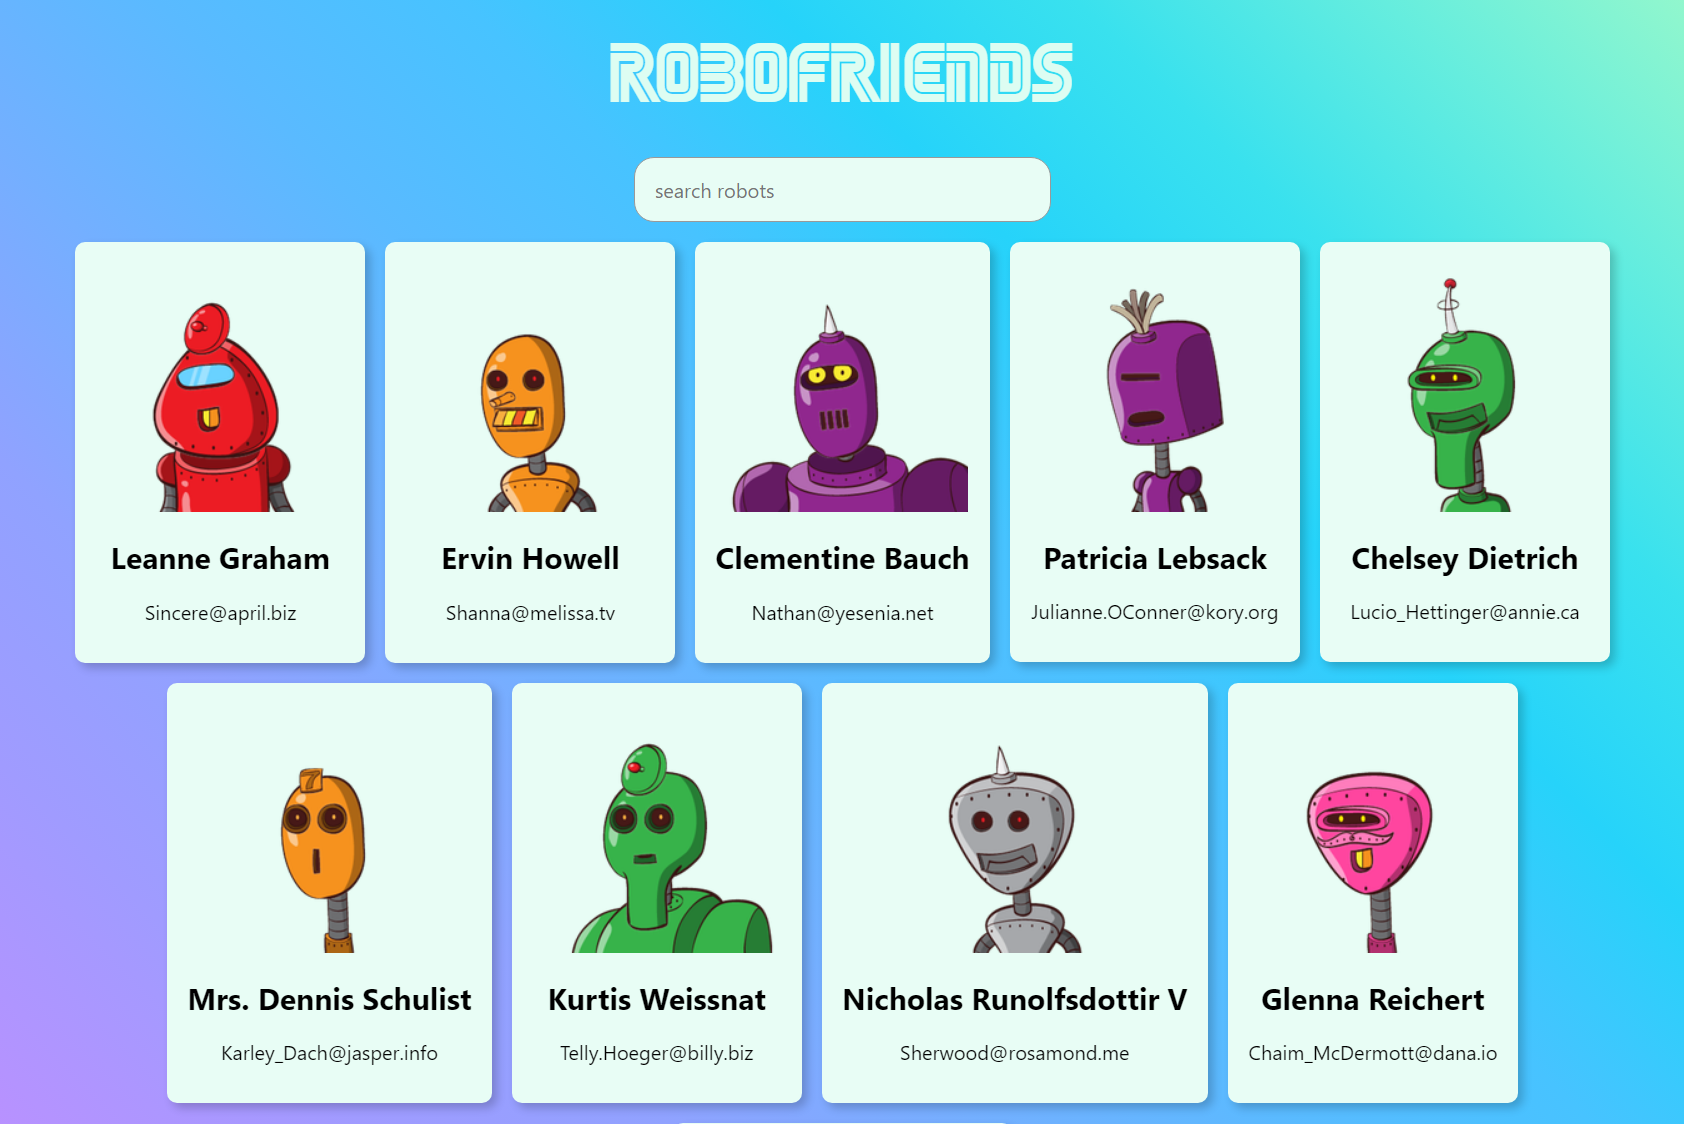 ROBOFRIENDS
search robots
Leanne Graham
Sincere@april.biz
Ervin Howell
Shanna@melissa.tv
Clementine Bauch
Nathan@yesenia.net
Patricia Lebsack
Julianne.OConner@kory.org
Chelsey Dietrich
Lucio_Hettinger@annie.ca
7
Mrs. Dennis Schulist
Karley_Dach@jasper.info
Kurtis Weissnat
Telly.Hoeger@billy.biz
Nicholas Runolfsdottir V
Sherwood@rosamond.me
Glenna Reichert
Chaim_McDermott@dana.io